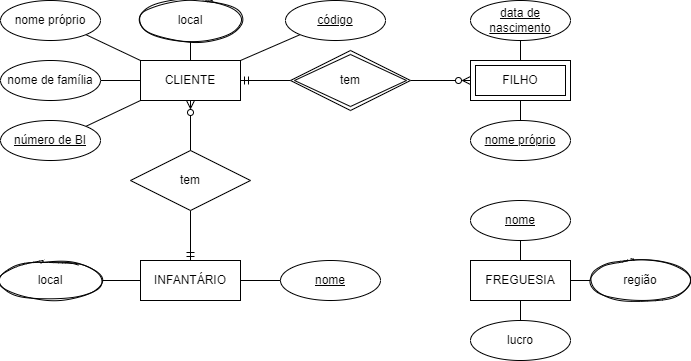 nome próprio
local
código
data de
nascimento
nome de família
CLIENTE
tem
FILHO
número de BI
nome próprio
tem
nome
local
INFANTÁRIO
nome
FREGUESIA
região
lucro